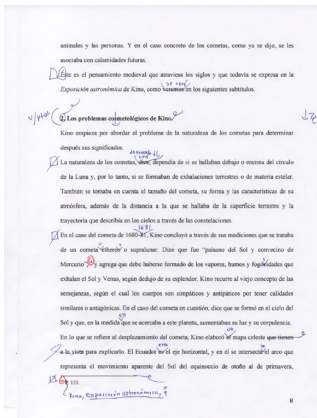 animales y las personas. Y en el caso concreto de los cometas, como ya se dijo, se les
asociaba con calamidades futuras.
Éste es el pensamiento medieval que atraviesa los siglos y que todavía se expresa en la
Exposición astronómica de Kino, como veremos en los siguientes subtítulos.
2. Los problemas cosmetológicos de Kino
Kino empieza por abordar el problema de la naturaleza de los cometas para determinar
después sus significados.
La naturaleza de los cometas, dice, dependía de si se hallaban debajo o encima del círculo
de la Luna y, por lo tanto, si se formaban de exhalaciones terrestres o de materia estelar.
También se tomaba en cuenta el tamaño del cometa, su forma y las características de su
atmósfera, además de la distancia a la que se hallaba de la superficie terrestre y la
trayectoria que describía en los cielos a través de las constelaciones.
En el caso del cometa de 1680-81, Kino concluyó a través de sus mediciones que se trataba
1681
de un cometa etéreo o supralunar. Dice que fue "paisano del Sol y convecino de
Mercurio" y agrega que debe haberse formado de los vapores, humos y fogosidades que
exhalan el Sol y Venus, según dedujo de su esplendor. Kino recurre al viejo concepto de las
semejanzas, según el cual los cuerpos son simpáticos y antipáticos por tener calidades
similares o antagónicas. En el caso del cometa en cuestión, dice que se formó en el cielo del
Sol y que, en la medida que se acercaba a este planeta, aumentaban su luz y su corpulencia.
En lo que se refiere al desplazamiento del cometa, Kino elaboró el mapa celeste que tienen
a la vista para explicarlo. El Ecuador es el eje horizontal, y en él se intersecta el arco que
representa el movimiento aparente del Sol del equinoccio de otoño al de primavera,
Kino, Exposición astronómica, p
8